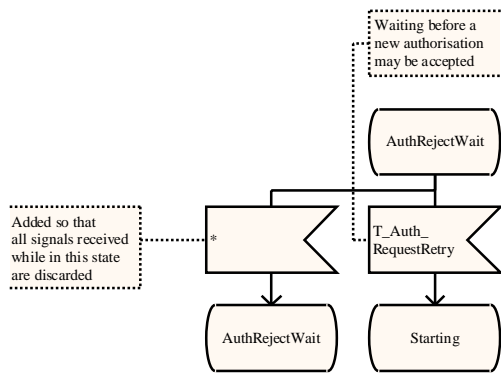 Waiting before a
new authorisation
may be accepted
AuthRejectWait
Added so that
all signals received
while in this state
are discarded
*
T_Auth_
RequestRetry
AuthRejectWait
Starting